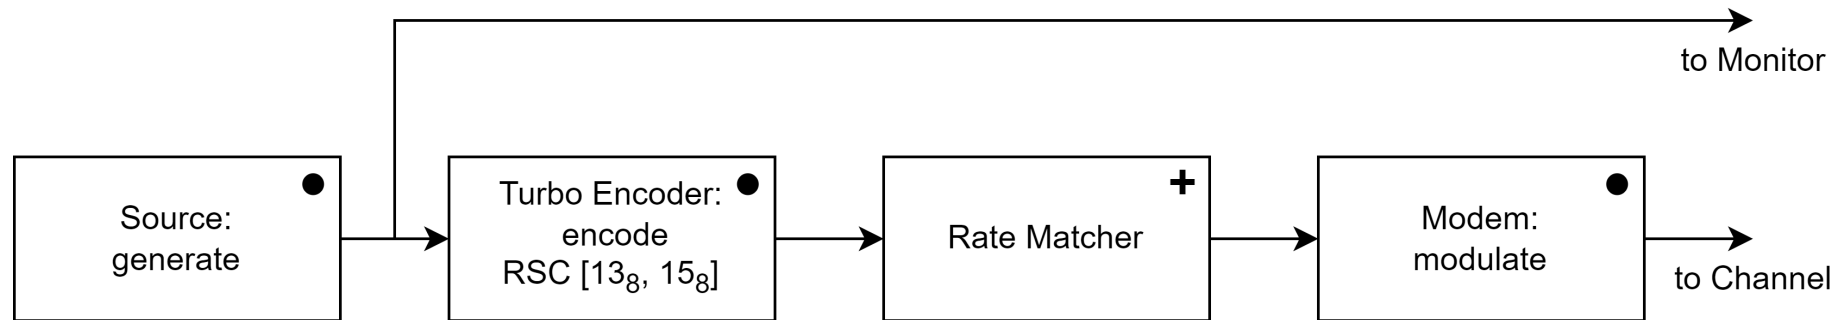 to Monitor
Source:
generate
Turbo Encoder:
encode
RSC [13₈, 15₈]
+
Rate Matcher
Modem:
modulate
to Channel